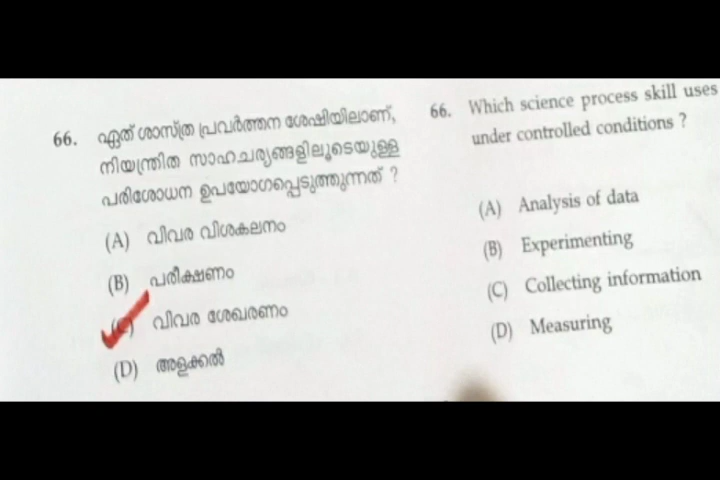 66. ഏത് ശാസ്ത്ര പ്രവർത്തന ശേഷിയിലാണ്,
നിയന്ത്രിത സാഹചര്യങ്ങളിലൂടെയുള്ള
പരിശോധന ഉപയോഗപ്പെടുത്തുന്നത് ?
(A) വിവര വിശകലനം
(B) പരീക്ഷണം
(C) വിവര ശേഖരണം
(D) അളക്കൽ
66. Which science process skill uses
under controlled conditions ?
(A) Analysis of data
(B) Experimenting
(C) Collecting information
(D) Measuring